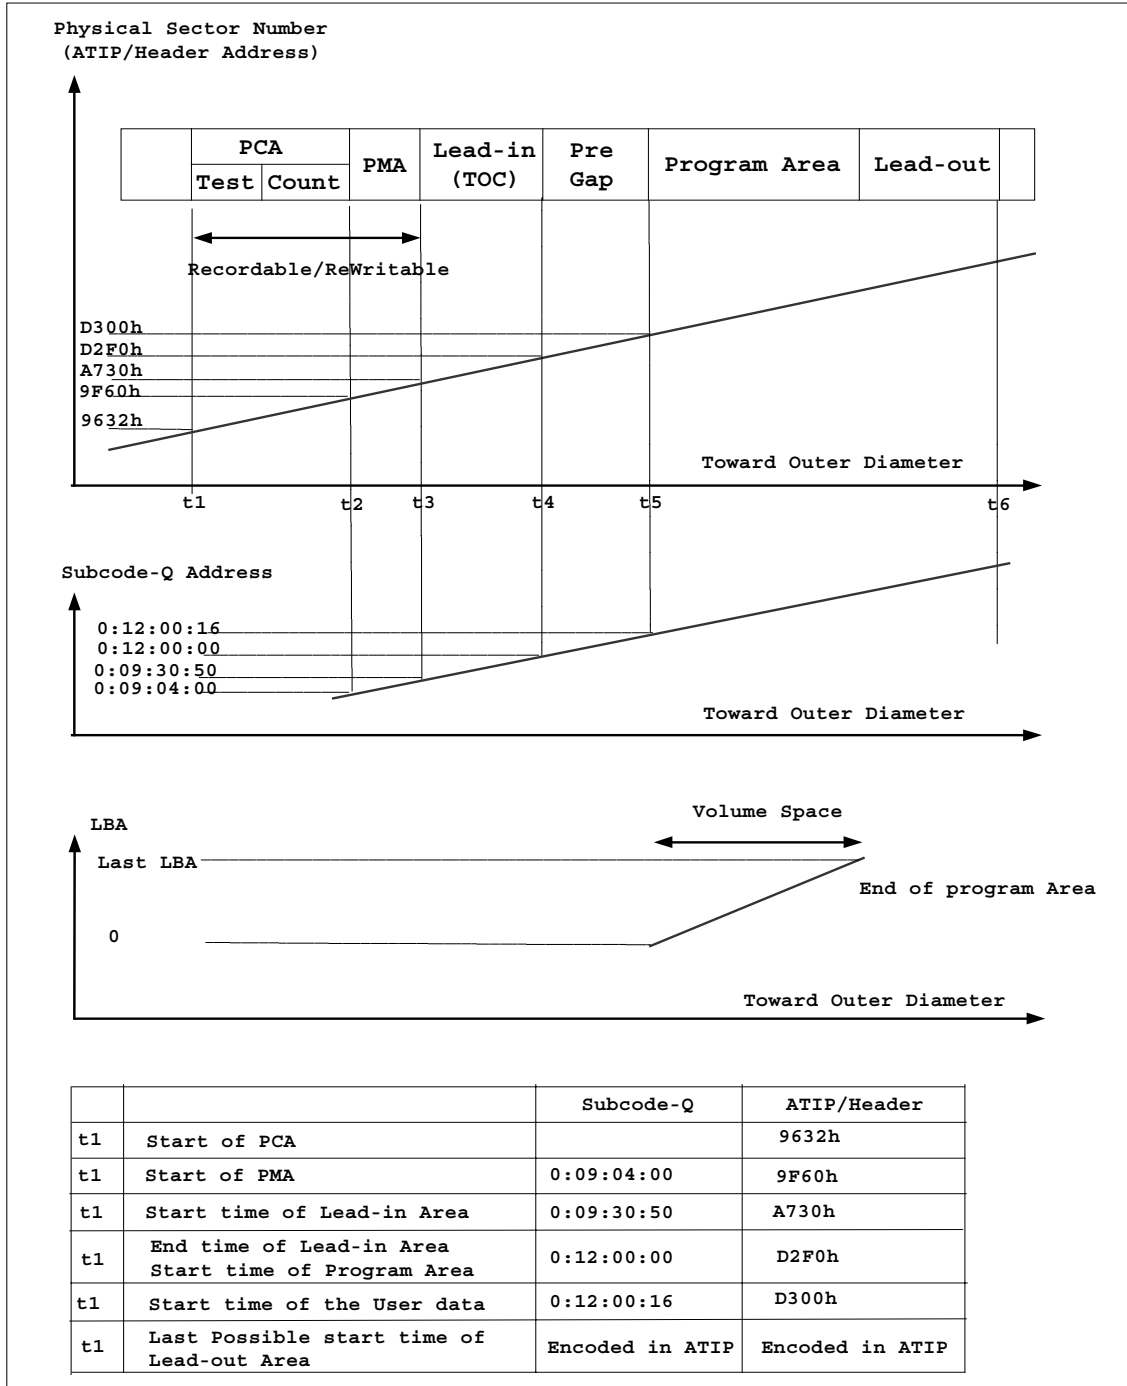 Physical Sector Number
(ATIP/Header Address)
PCA
Test
Count
PMA
Lead-in
(TOC)
Pre
Gap
Program Area
Lead-out
Recordable/ReWritable
D300h
D2F0h
A730h
9F60h
9632h
Toward Outer Diameter
t1 t2 t3 t4 t5 t6
Subcode-Q Address
0:12:00:16
0:12:00:00
0:09:30:50
0:09:04:00
Toward Outer Diameter
Volume Space
LBA
Last LBA
End of program Area
0
Toward Outer Diameter
Subcode-Q ATIP/Header
t1 Start of PCA 9632h
t1 Start of PMA 0:09:04:00 9F60h
t1 Start time of Lead-in Area 0:09:30:50 A730h
t1 End time of Lead-in Area
Start time of Program Area 0:12:00:00 D2F0h
t1 Start time of the User data 0:12:00:16 D300h
t1 Last Possible start time of
Lead-out Area Encoded in ATIP Encoded in ATIP